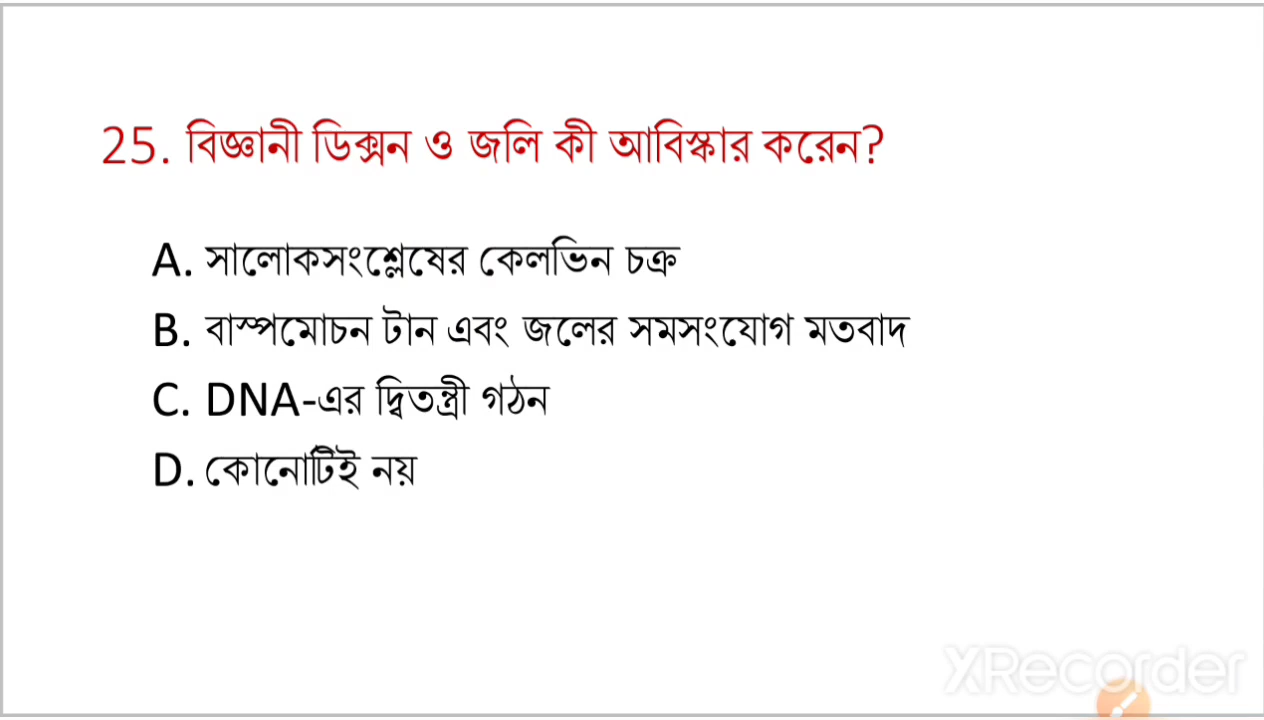 25. বিজ্ঞানী ডিক্সন ও জলি কী আবিস্কার করেন?
A. সালোকসংশ্লেষের কেলভিন চক্র
B. বাস্পমোচন টান এবং জলের সমসংযোগ মতবাদ
C. DNA-এর দ্বিতন্ত্রী গঠন
D. কোনোটিই নয়
XRecorder